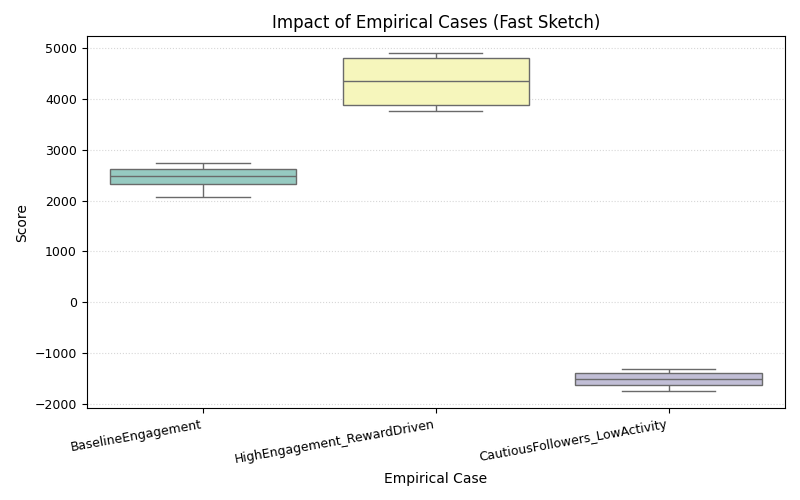 Impact of Empirical Cases (Fast Sketch)
5000
4000
3000
2000
1000
0
−1000
−2000
Score
BaselineEngagement
HighEngagement_RewardDriven
CautiousFollowers_LowActivity
Empirical Case